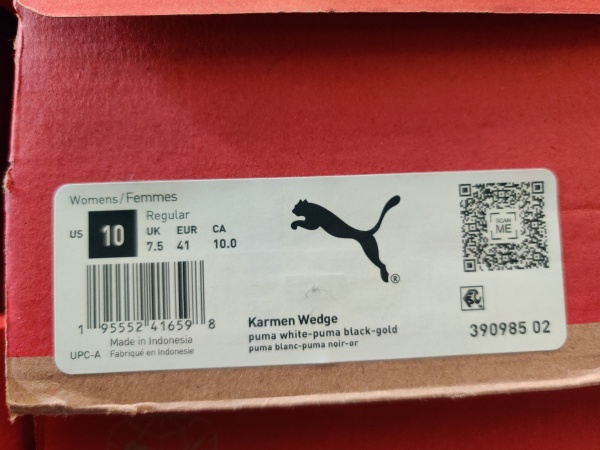 Womens/Femmes
Regular
US 10
UK EUR CA
7.5 41 10.0
SCAN
ME
®
1 95552 41659 8
UPC-A
Made in Indonesia
Fabriqué en Indonesie
Karmen Wedge
puma white-puma black-gold
puma blanc-puma noir-or
390985 02